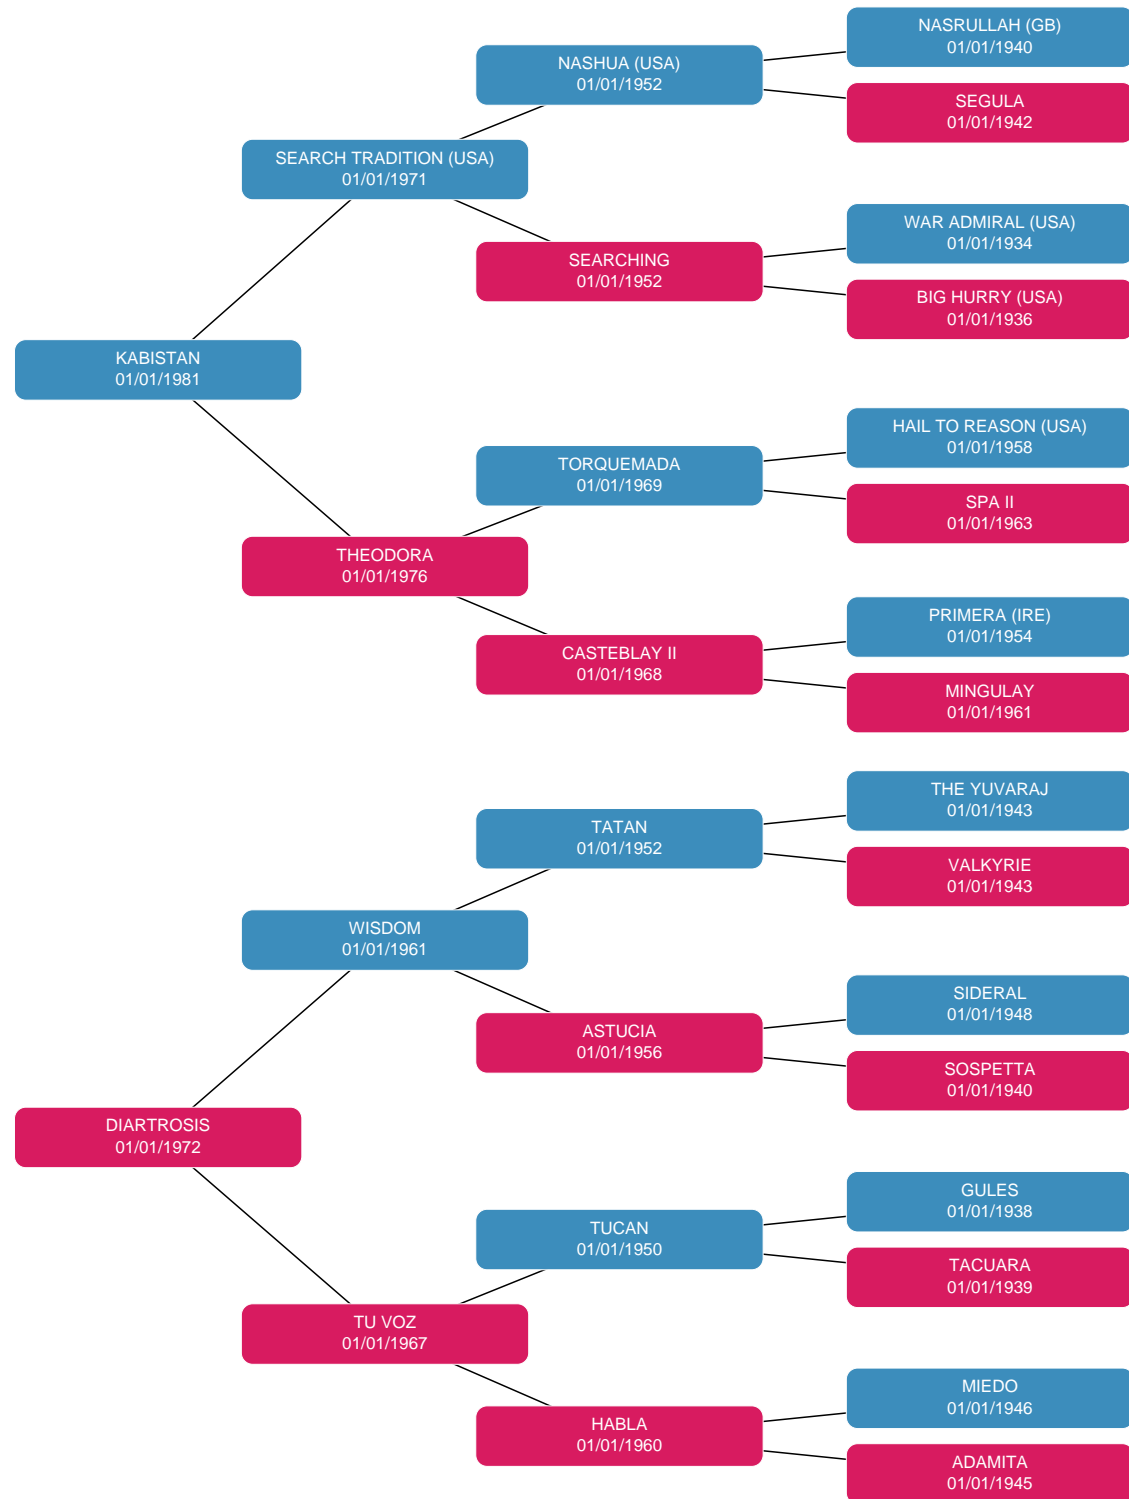 NASRULLAH (GB)
01/01/1940
NASHUA (USA)
01/01/1952
SEGULA
01/01/1942
SEARCH TRADITION (USA)
01/01/1971
WAR ADMIRAL (USA)
01/01/1934
SEARCHING
01/01/1952
BIG HURRY (USA)
01/01/1936
KABISTAN
01/01/1981
HAIL TO REASON (USA)
01/01/1958
TORQUEMADA
01/01/1969
SPA II
01/01/1963
THEODORA
01/01/1976
PRIMERA (IRE)
01/01/1954
CASTEBLAY II
01/01/1968
MINGULAY
01/01/1961
THE YUVARAJ
01/01/1943
TATAN
01/01/1952
VALKYRIE
01/01/1943
WISDOM
01/01/1961
SIDERAL
01/01/1948
ASTUCIA
01/01/1956
SOSPETTA
01/01/1940
DIARTROSIS
01/01/1972
GULES
01/01/1938
TUCAN
01/01/1950
TACUARA
01/01/1939
TU VOZ
01/01/1967
MIEDO
01/01/1946
HABLA
01/01/1960
ADAMITA
01/01/1945